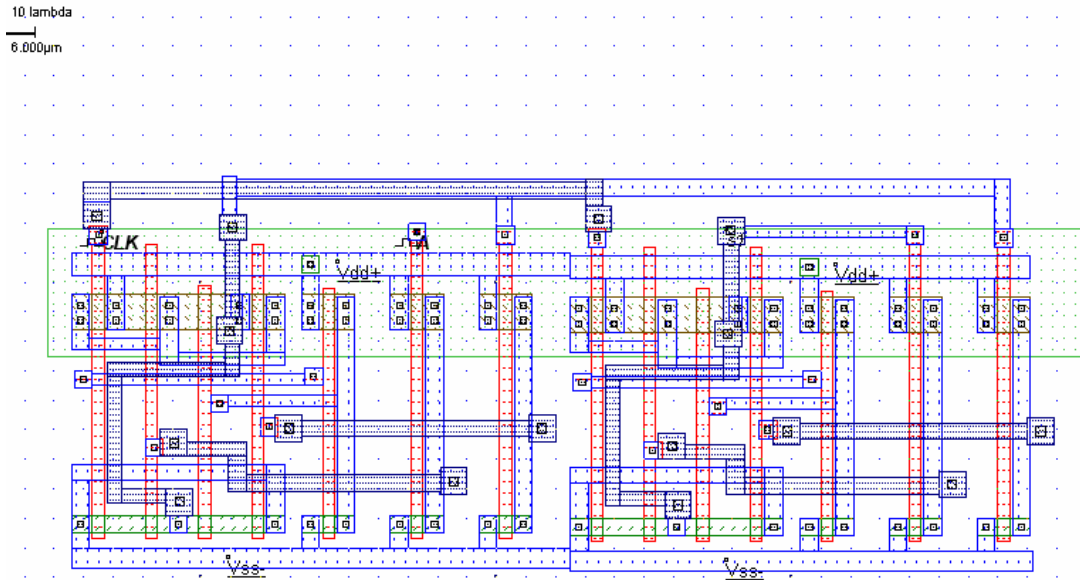 10 lambda
6.000µm
CLK
A
Vdd+
Vdd+
Vss-
Vss-